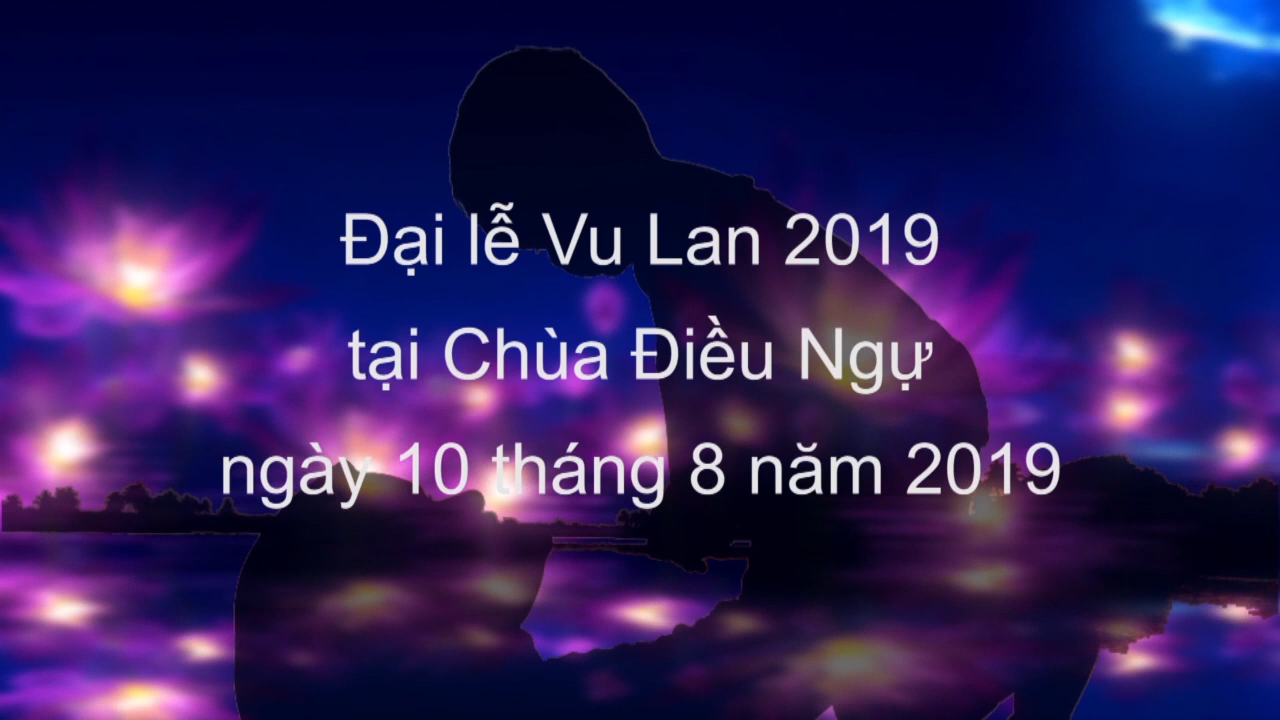 Đại lễ Vu Lan 2019
tại Chùa Điều Ngự
ngày 10 tháng 8 năm 2019